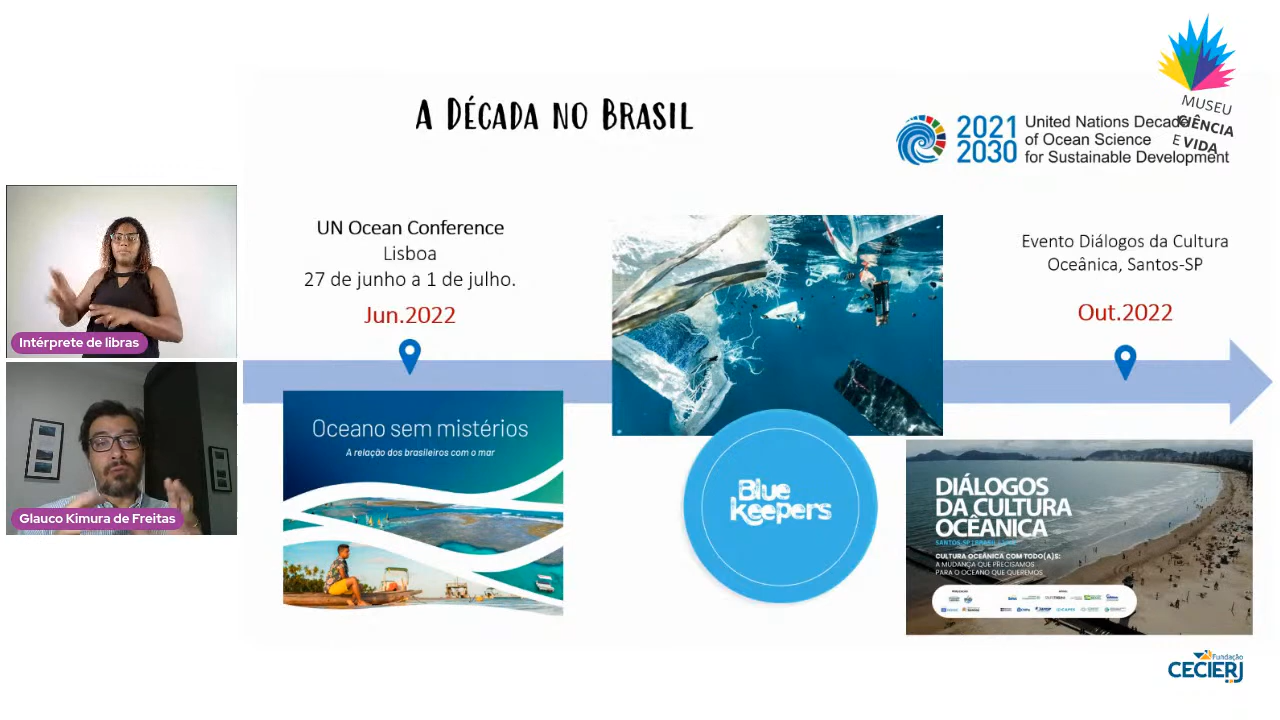 A DÉCADA NO BRASIL
2021
2030
United Nations Decade
of Ocean Science
for Sustainable Development
MUSEU
CIÊNCIA
E VIDA
UN Ocean Conference
Lisboa
27 de junho a 1 de julho.
Jun.2022
Evento Diálogos da Cultura
Oceânica, Santos-SP
Out.2022
Intérprete de libras
Glauco Kimura de Freitas
Oceano sem mistérios
A relação dos brasileiros com o mar
Blue
keepers
DIÁLOGOS
DA CULTURA
OCÊANICA
CULTURA OCEÂNICA COM TODO(A)S:
A MUDANÇA QUE PRECISAMOS
PARA O OCEANO QUE QUEREMOS
Fundação
CECIERJ